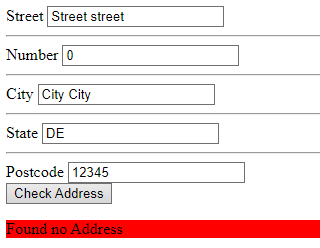 Street Street street
Number 0
City City City
State DE
Postcode 12345
Check Address
Found no Address